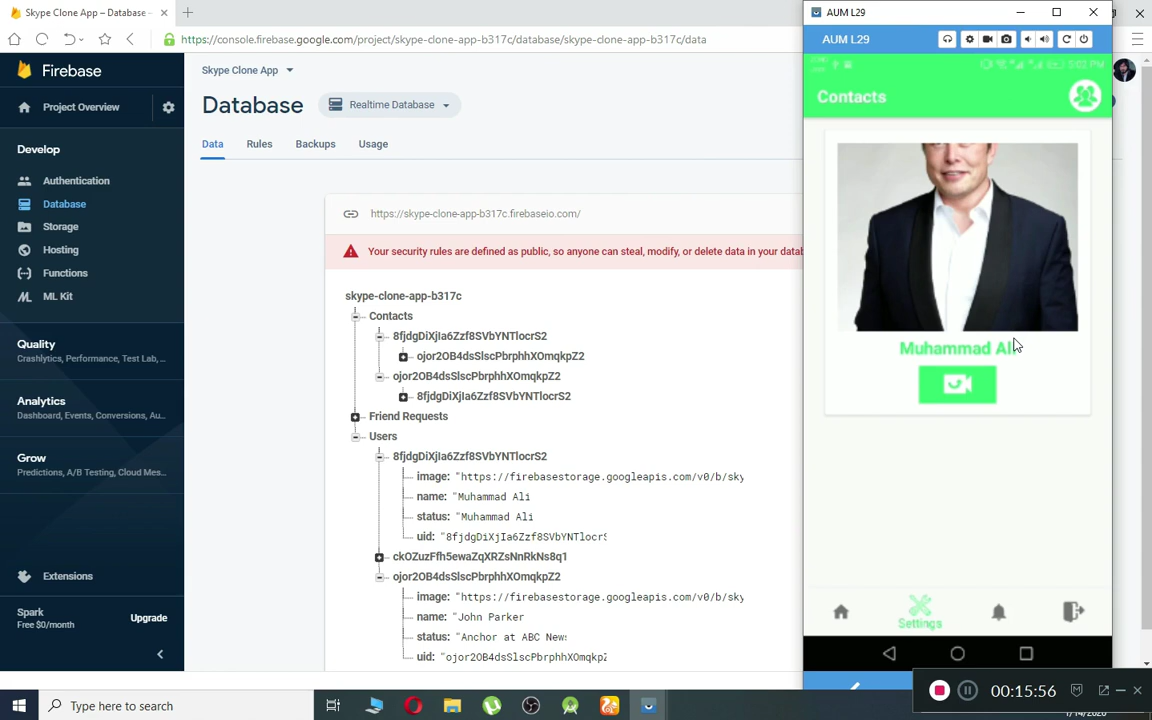 Skype Clone App – Database -
AUM L29
https://console.firebase.google.com/project/skype-clone-app-b317c/database/skype-clone-app-b317c/data
AUM L29
Firebase
Skype Clone App
5:02 PM
Project Overview
Database
Realtime Database
Contacts
Develop
Data
Rules
Backups
Usage
Authentication
Database
Storage
https://skype-clone-app-b317c.firebaseio.com/
Hosting
Your security rules are defined as public, so anyone can steal, modify, or delete data in your datab
Functions
ML Kit
skype-clone-app-b317c
Contacts
8fjdgDiXjIa6Zzf8SVbYNTlocrS2
Quality
Crashlytics, Performance, Test Lab, ...
ojor2OB4dsSlscPbrphhXOmqkpZ2
Muhammad Ali
ojor2OB4dsSlscPbrphhXOmqkpZ2
8fjdgDiXjIa6Zzf8SVbYNTlocrS2
Analytics
Dashboard, Events, Conversions, Au...
Friend Requests
Users
Grow
Predictions, A/B Testing, Cloud Mes...
8fjdgDiXjIa6Zzf8SVbYNTlocrS2
image: "https://firebasestorage.googleapis.com/v0/b/sky
name: "Muhammad Ali
status: "Muhammad Ali
uid: "8fjdgDiXjIa6Zzf8SVbYNTlocrS
ckOZuzFfh5ewaZqXRZsNnRkNs8q1
Extensions
ojor2OB4dsSlscPbrphhXOmqkpZ2
image: "https://firebasestorage.googleapis.com/v0/b/sky
Spark
Free $0/month
Upgrade
name: "John Parker
Settings
status: "Anchor at ABC News
uid: "ojor2OB4dsSlscPbrphhXOmqkpZ
00:15:56
Type here to search
1/14/2020